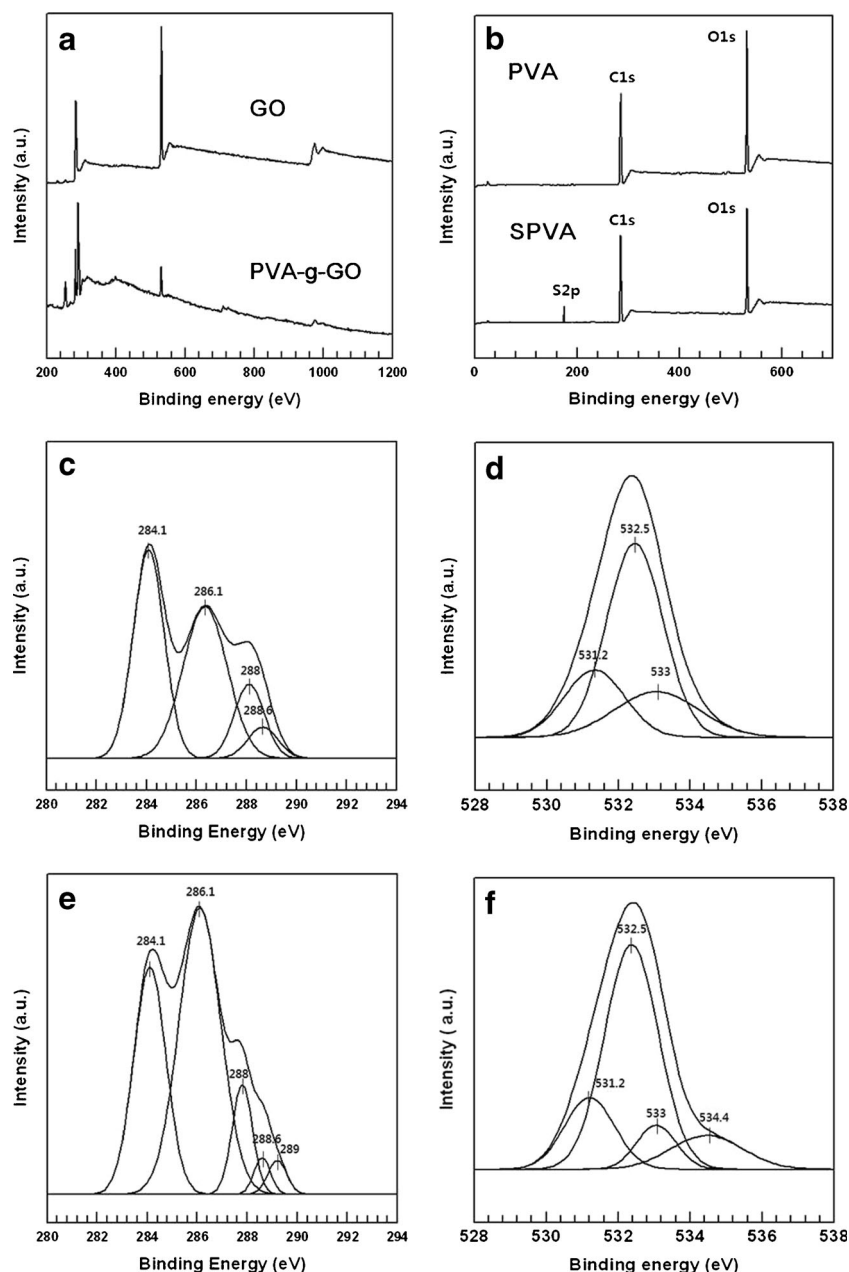 a
GO
PVA-g-GO
Intensity (a.u.)
200 400 600 800 1000 1200
Binding energy (eV)
b
PVA
C1s
O1s
SPVA
S2p
C1s
O1s
Intensity (a.u.)
0 200 400 600
Binding energy (eV)
c
284.1
286.1
288
288.6
Intensity (a.u.)
280 282 284 286 288 290 292 294
Binding Energy (eV)
d
532.5
531.2
533
Intensity (a.u.)
528 530 532 534 536 538
Binding energy (eV)
e
284.1
286.1
288
288.6
289
Intensity (a.u.)
280 282 284 286 288 290 292 294
Binding Energy (eV)
f
532.5
531.2
533
534.4
Intensity ( a.u.)
528 530 532 534 536 538
Binding energy (eV)